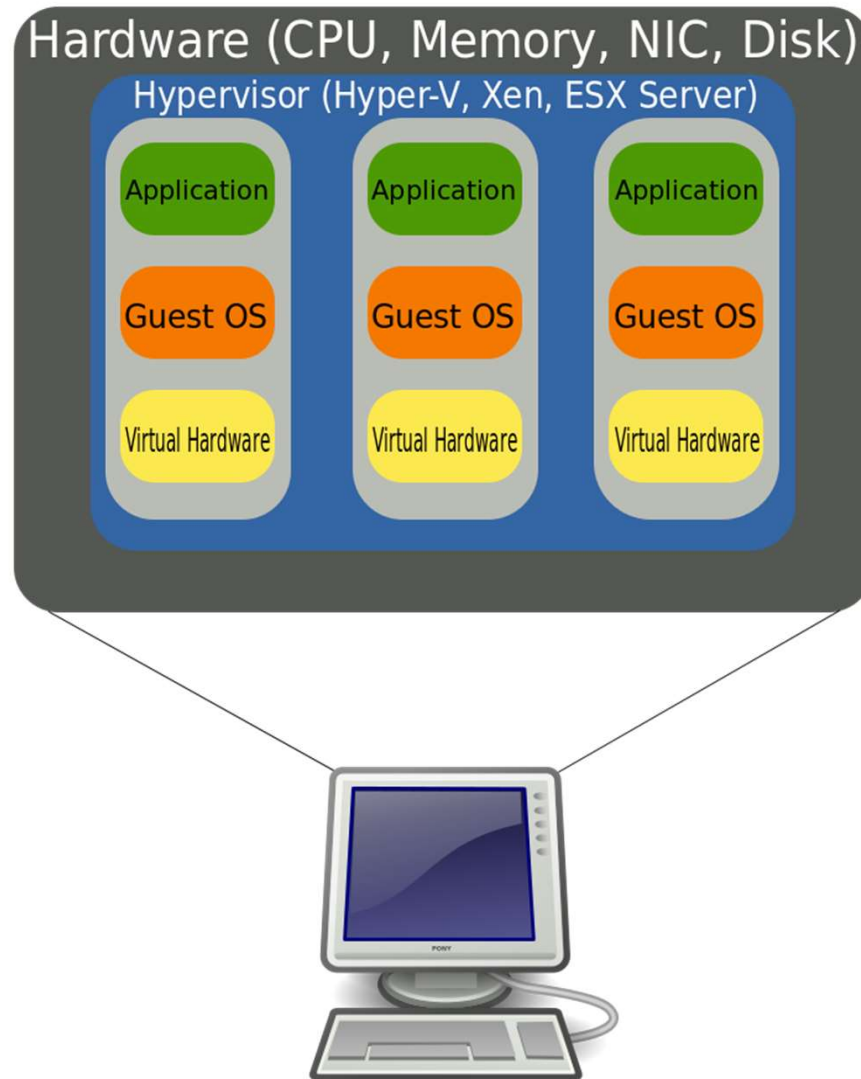 Hardware (CPU, Memory, NIC, Disk)
Hypervisor (Hyper-V, Xen, ESX Server)
Application
Application
Application
Guest OS
Guest OS
Guest OS
Virtual Hardware
Virtual Hardware
Virtual Hardware
PONY